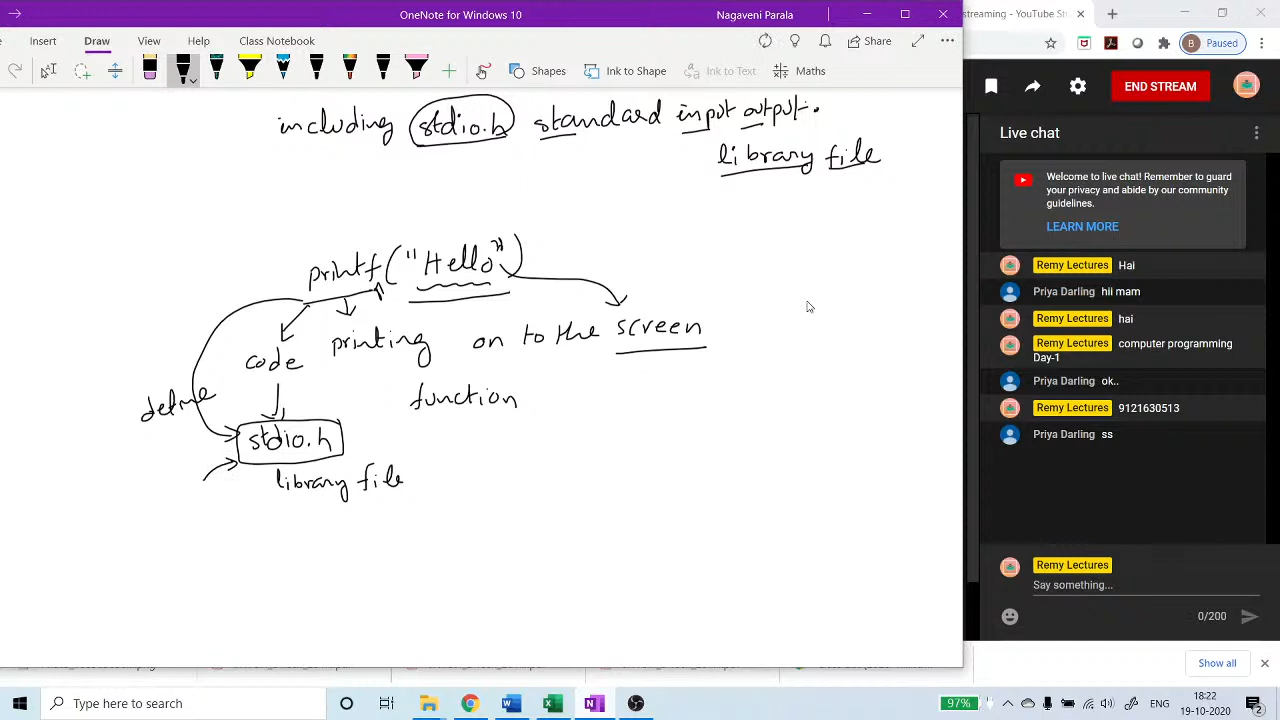 OneNote for Windows 10
Nagaveni Parala
streaming - YouTube St
Insert Draw View Help Class Notebook
Share
Shapes Ink to Shape Ink to Text Maths
B Paused
END STREAM
including stdio.h standard input output.
library file
printf("Hello")
code printing on to the screen
define function
stdio.h
library file
Live chat
Welcome to live chat! Remember to guard
your privacy and abide by our community
guidelines.
LEARN MORE
Remy Lectures Hai
Priya Darling hii mam
Remy Lectures hai
Remy Lectures computer programming
Day-1
Priya Darling ok..
Remy Lectures 9121630513
Priya Darling ss
Remy Lectures
Say something...
0/200
Show all
Type here to search
97%
ENG
18:22
19-10-2020
2